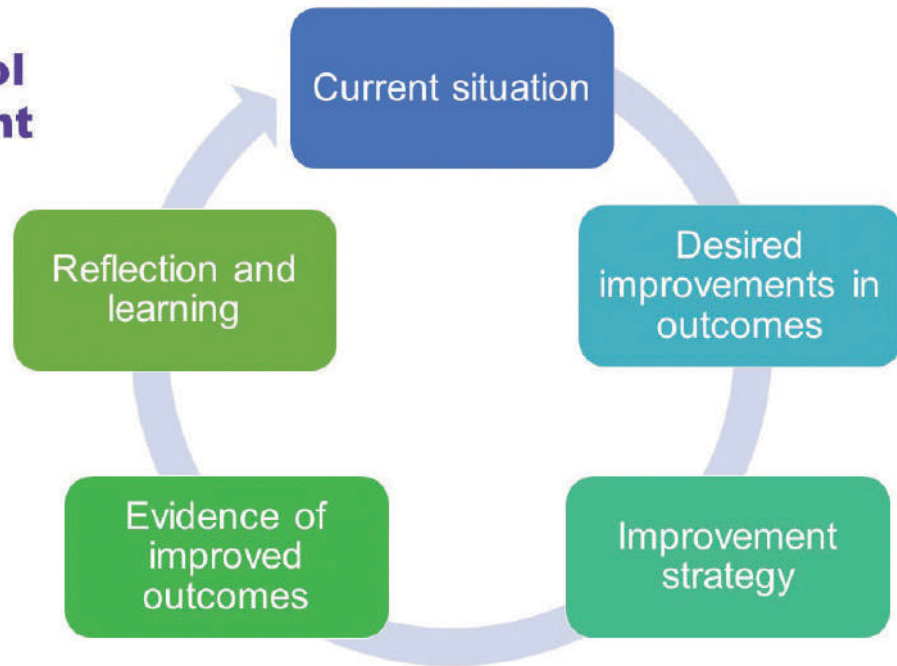 Current situation
Desired
improvements in
outcomes
Improvement
strategy
Evidence of
improved
outcomes
Reflection and
learning